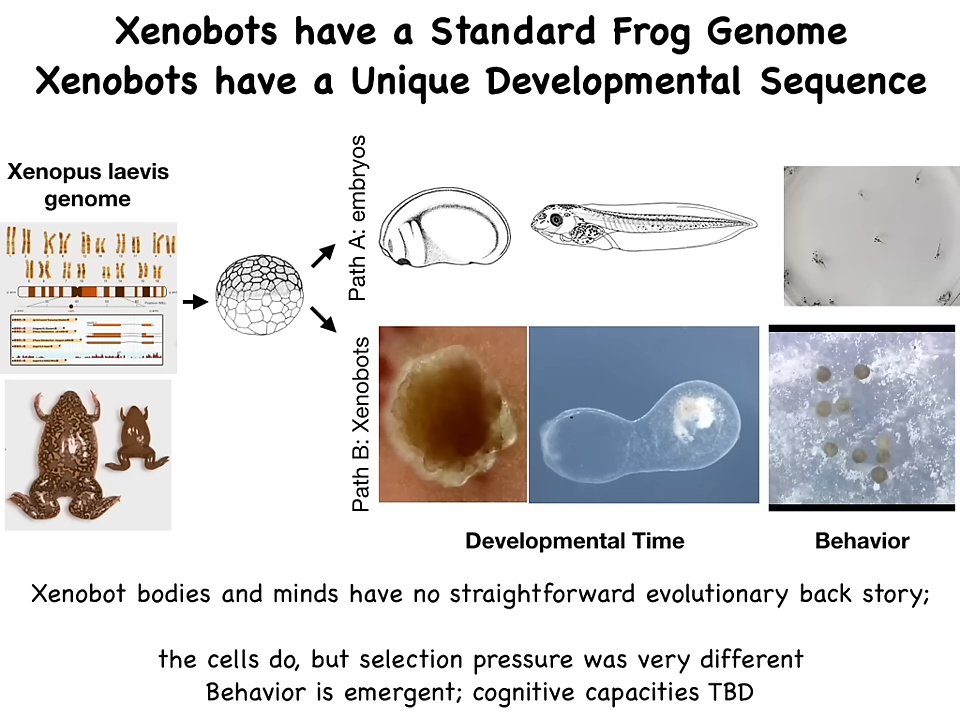 Xenobots have a Standard Frog Genome
Xenobots have a Unique Developmental Sequence
Xenopus laevis
genome
Path A: embryos
Path B: Xenobots
Developmental Time
Behavior
Xenobot bodies and minds have no straightforward evolutionary back story;
the cells do, but selection pressure was very different
Behavior is emergent; cognitive capacities TBD